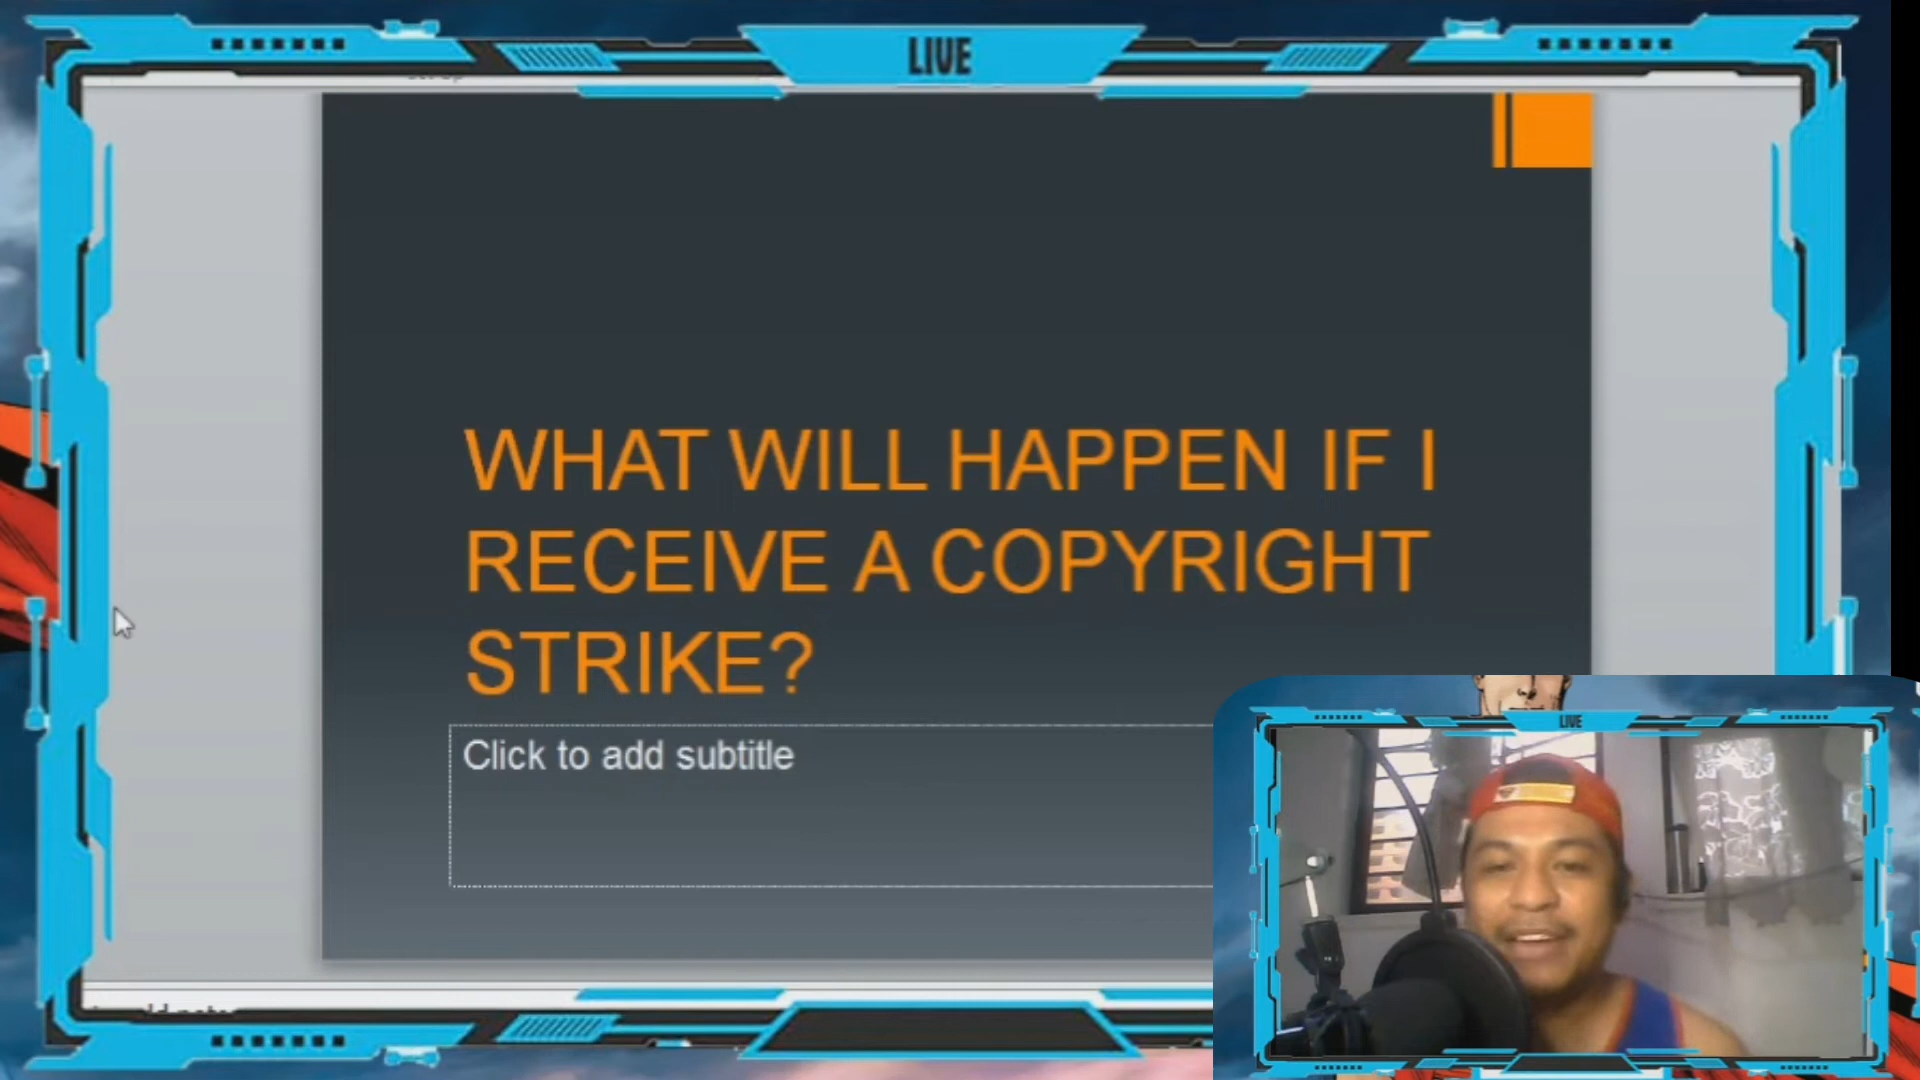 LIVE
WHAT WILL HAPPEN IF I
RECEIVE A COPYRIGHT
STRIKE?
Click to add subtitle
LIVE